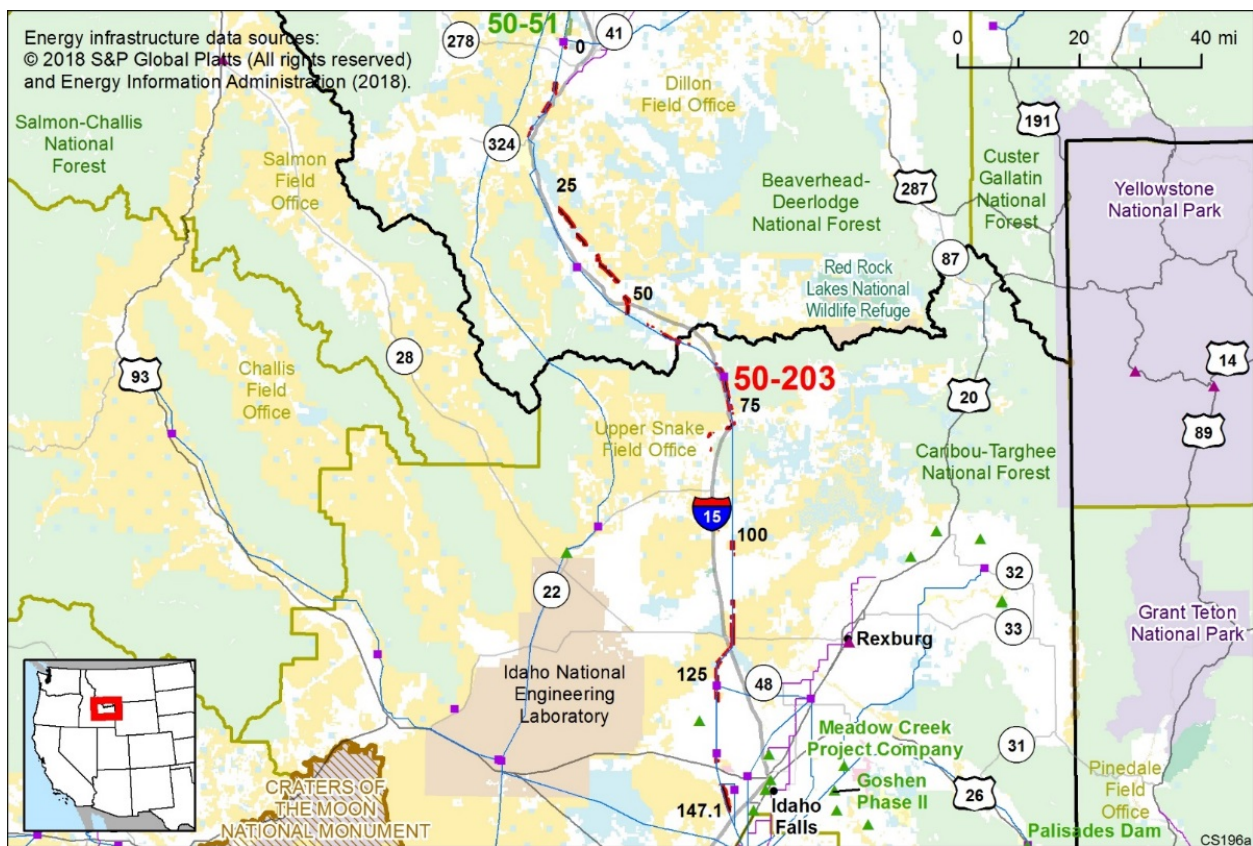 Energy infrastructure data sources:
© 2018 S&P Global Platts (All rights reserved)
and Energy Information Administration (2018).
278
50-51
0
41
0 20 40 mi
Dillon
Field Office
191
Salmon-Challis
National
Forest
Salmon
Field
Office
324
25
Beaverhead-
Deerlodge
National Forest
287
Custer
Gallatin
National
Forest
Yellowstone
National Park
87
50
Red Rock
Lakes National
Wildlife Refuge
93
28
Challis
Field
Office
50-203
75
20
14
89
Upper Snake
Field Office
Caribou-Targhee
National Forest
15
100
22
32
33
Rexburg
Grant Teton
National Park
Idaho National
Engineering
Laboratory
125
48
Meadow Creek
Project Company
31
Goshen
Phase II
26
Pinedale
Field
Office
CRATERS OF
THE MOON
NATIONAL MONUMENT
147.1
Idaho
Falls
Palisades Dam
CS196a